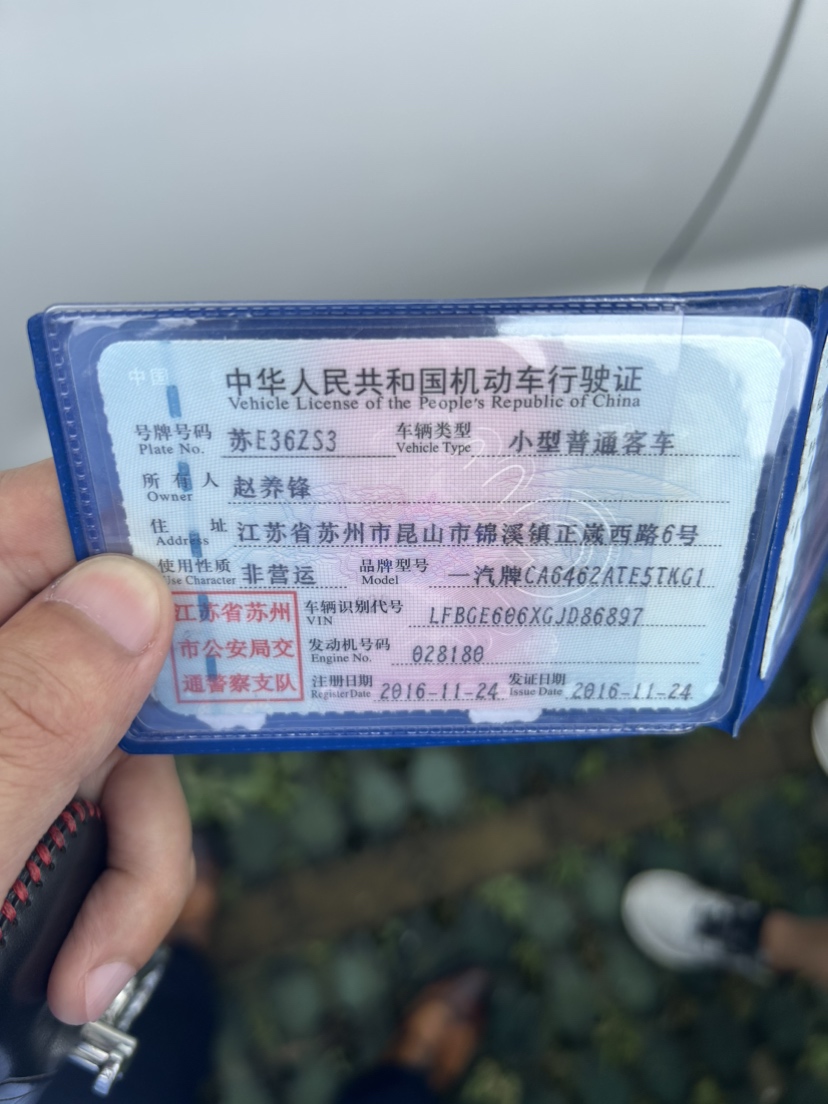 中国
中华人民共和国机动车行驶证
Vehicle License of the People's Republic of China
号牌号码 苏E36ZS3 车辆类型 小型普通客车
Plate No. Vehicle Type
所有人 赵养锋
Owner
住址 江苏省苏州市昆山市锦溪镇正崴西路6号
Address
使用性质 非营运 品牌型号 一汽牌CA6462ATE5TKG1
Use Character Model
江苏省苏州 车辆识别代号 LFBGE606XGJD86897
VIN
市公安局交 发动机号码 028180
Engine No.
通警察支队 注册日期 2016-11-24 发证日期 2016-11-24
Register Date Issue Date